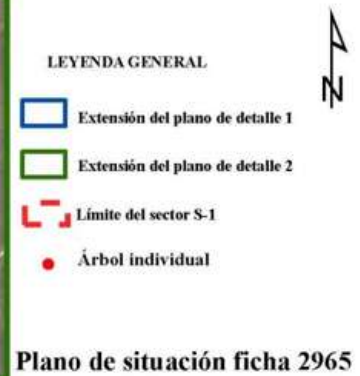 N
LEYENDA GENERAL
Extensión del plano de detalle 1
Extensión del plano de detalle 2
Límite del sector S-1
Árbol individual
Plano de situación ficha 2965